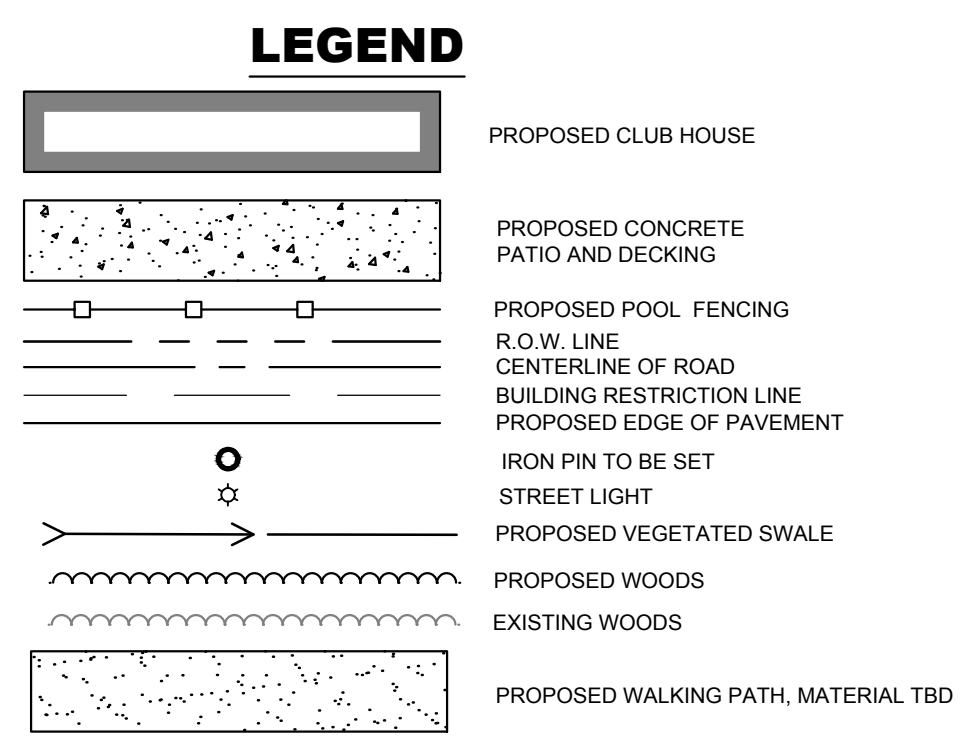 LEGEND
PROPOSED CLUB HOUSE
PROPOSED CONCRETE
PATIO AND DECKING
PROPOSED POOL FENCING
R.O.W. LINE
CENTERLINE OF ROAD
BUILDING RESTRICTION LINE
PROPOSED EDGE OF PAVEMENT
IRON PIN TO BE SET
STREET LIGHT
PROPOSED VEGETATED SWALE
PROPOSED WOODS
EXISTING WOODS
PROPOSED WALKING PATH, MATERIAL TBD